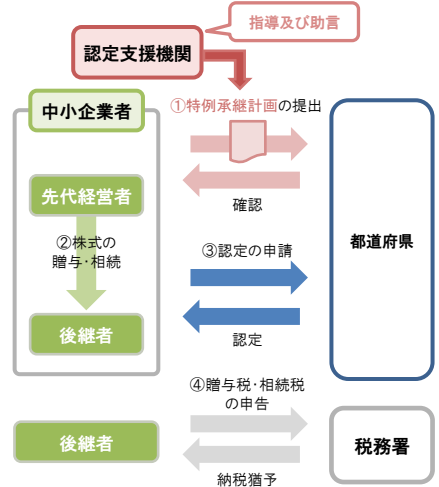 指導及び助言
認定支援機関
中小企業者
①特例承継計画の提出
先代経営者
確認
②株式の
贈与・相続
③認定の申請
都道府県
後継者
認定
④贈与税・相続税
の申告
後継者
税務署
納税猶予